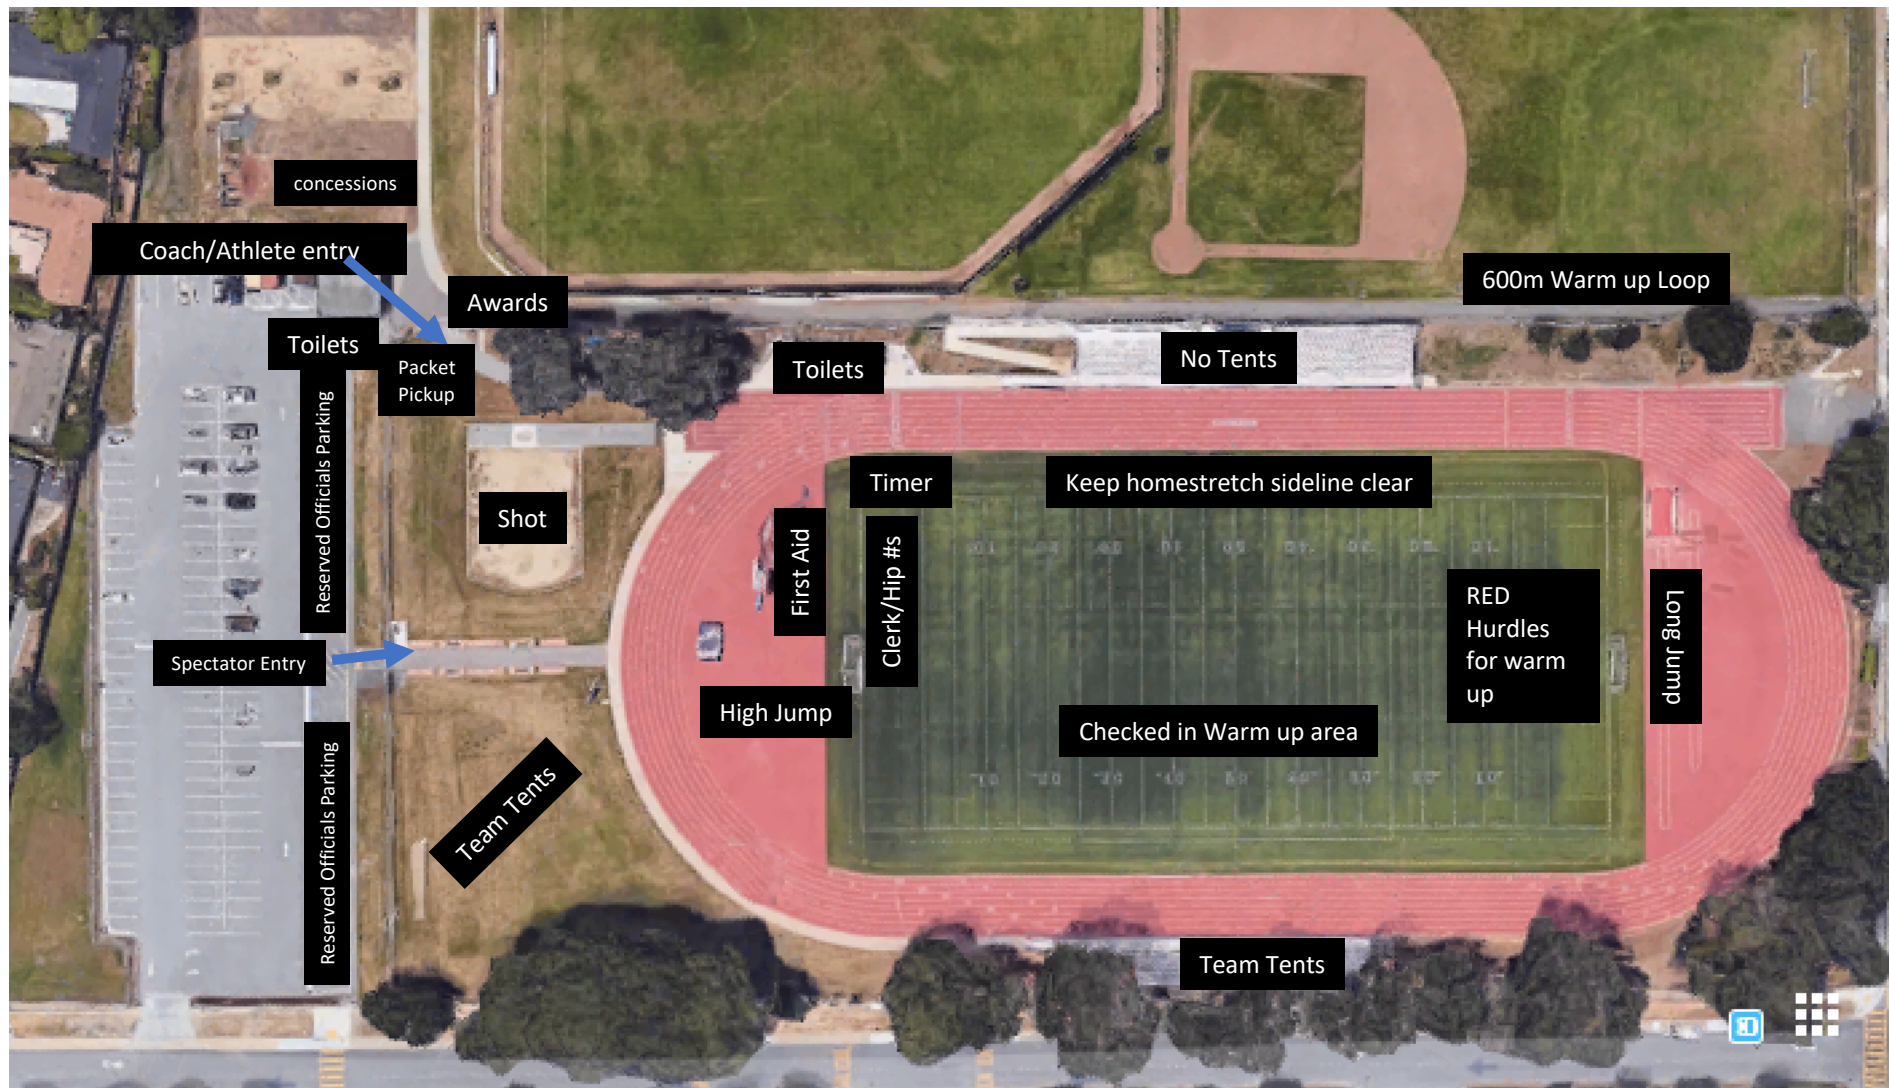 concessions
Coach/Athlete entry
600m Warm up Loop
Awards
Toilets
Packet
Pickup
Toilets
No Tents
Reserved Officials Parking
Shot
Timer
Keep homestretch sideline clear
First Aid
Clerk/Hip #s
RED
Hurdles
for warm
up
Long Jump
Spectator Entry
High Jump
Checked in Warm up area
Team Tents
Reserved Officials Parking
Team Tents